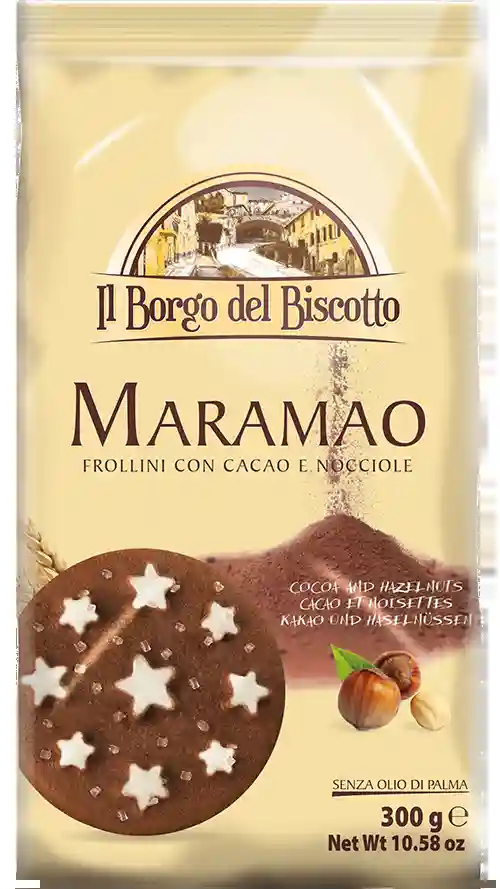 Il Borgo del Biscotto
MARAMAO
FROLLINI CON CACAO E NOCCIOLE
COCOA AND HAZELNUTS
CACAO ET NOISETTES
KAKAO UND HASELNÜSSEN
SENZA OLIO DI PALMA
300 g ℮
Net Wt 10.58 oz